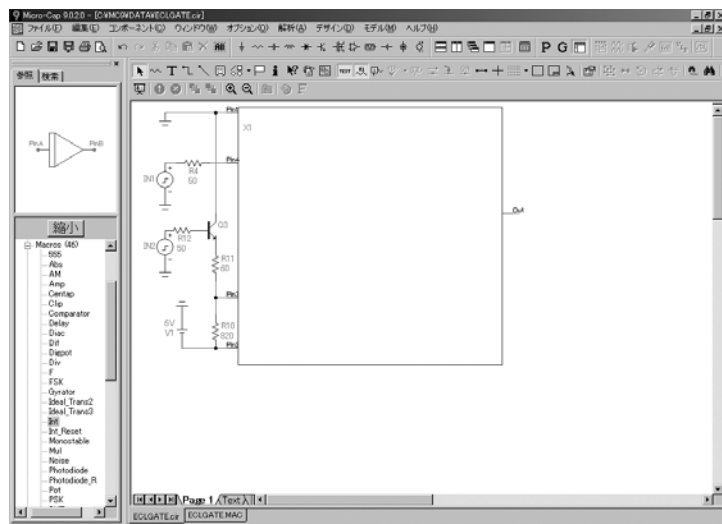 Micro-Cap 9.0.2.0 - [C:¥MC9¥DATA¥ECLGATE.cir]
ファイル(F) 編集(E) コンポーネント(C) ウィンドウ(W) オプション(O) 解析(A) デザイン(D) モデル(M) ヘルプ(H)
P G
参照 検索
PinA PinB
縮小
Macros (46)
555
Abs
AM
Amp
Centap
Clip
Comparator
Delay
Diac
Dif
Digpot
Div
F
FSK
Gyrator
Ideal_Trans2
Ideal_Trans3
Int
Int_Reset
Monostable
Mul
Noise
Photodiode
Photodiode_R
Pot
PSK
X1
IN1
R4
50
Q3
IN2
R12
50
R11
60
6V
V1
R10
820
Out
Page 1 Text
ECLGATE.cir ECLGATE.MAC